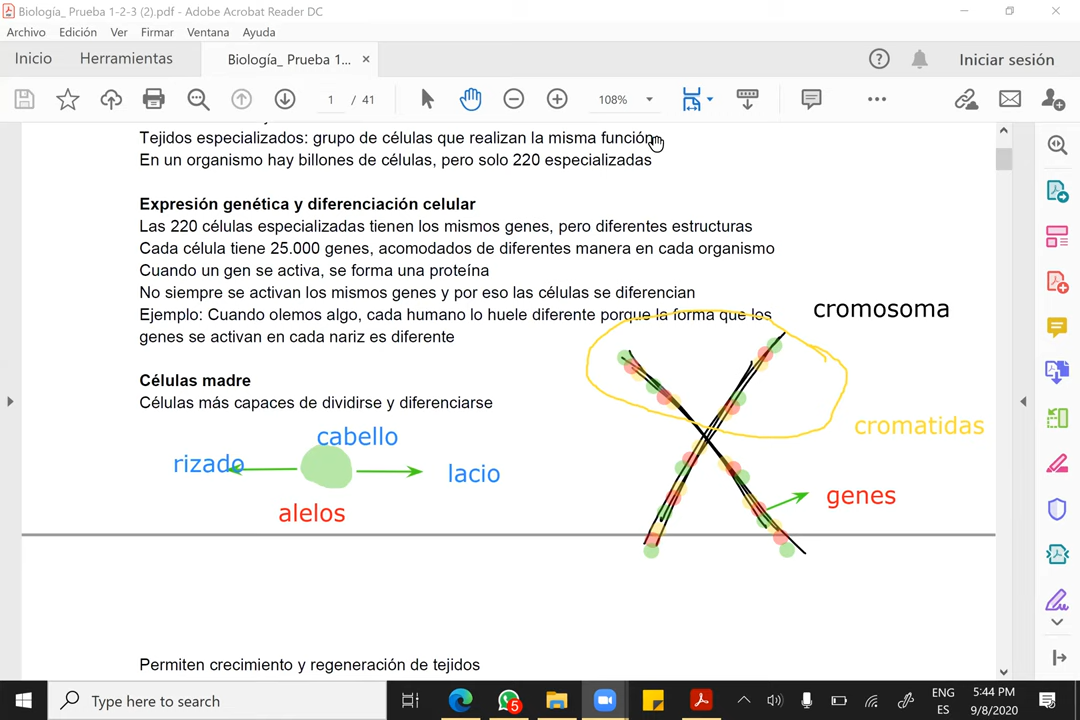 Biología_ Prueba 1-2-3 (2).pdf - Adobe Acrobat Reader DC
Archivo Edición Ver Firmar Ventana Ayuda
Inicio Herramientas Biología_ Prueba 1... × Iniciar sesión
1 / 41 108%
Tejidos especializados: grupo de células que realizan la misma función
En un organismo hay billones de células, pero solo 220 especializadas
Expresión genética y diferenciación celular
Las 220 células especializadas tienen los mismos genes, pero diferentes estructuras
Cada célula tiene 25.000 genes, acomodados de diferentes manera en cada organismo
Cuando un gen se activa, se forma una proteína
No siempre se activan los mismos genes y por eso las células se diferencian
Ejemplo: Cuando olemos algo, cada humano lo huele diferente porque la forma que los
genes se activan en cada nariz es diferente
cromosoma
Células madre
Células más capaces de dividirse y diferenciarse
cromatidas
cabello
rizado
lacio
genes
alelos
Permiten crecimiento y regeneración de tejidos
Type here to search
5
ENG
ES
5:44 PM
9/8/2020